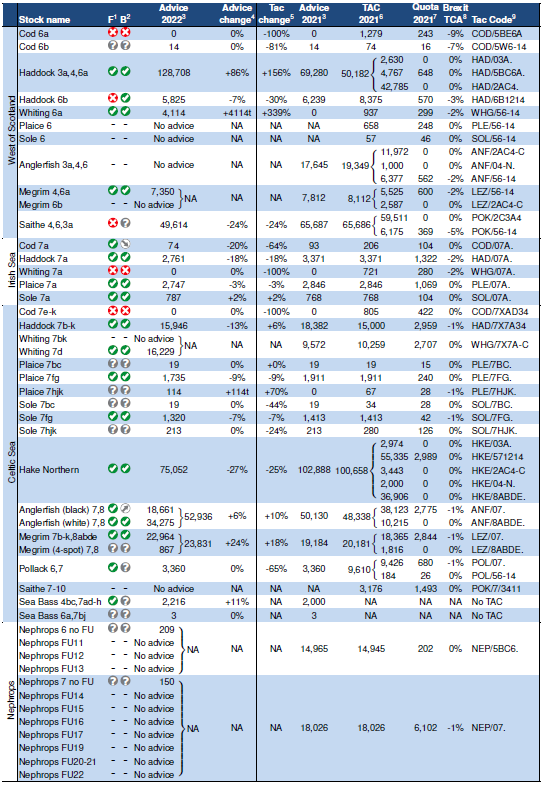 Stock name F¹ B² Advice 2022³ Advice change⁴ Tac change⁵ Advice 2021³ TAC 2021⁶ Quota 2021⁷ Brexit TCA⁸ Tac Code⁹
West of Scotland
Cod 6a 0 0% -100% 0 1,279 243 -9% COD/5BE6A
Cod 6b ? ? 14 0% -81% 14 74 16 -7% COD/5W6-14
Haddock 3a,4,6a 128,708 +86% +156% 69,280 50,182
2,630 0 0% HAD/03A.
4,767 648 0% HAD/5BC6A.
42,785 0 0% HAD/2AC4.
Haddock 6b 5,825 -7% -30% 6,239 8,375 570 -3% HAD/6B1214
Whiting 6a 4,114 +4114t +339% 0 937 299 -2% WHG/56-14
Plaice 6 - - No advice NA NA NA 658 248 0% PLE/56-14
Sole 6 - - No advice NA NA NA 57 46 0% SOL/56-14
Anglerfish 3a,4,6 - - No advice NA NA 17,645 19,349
11,972 0 0% ANF/2AC4-C
1,000 0 0% ANF/04-N.
6,377 562 -2% ANF/56-14
Megrim 4,6a 7,350
Megrim 6b - - No advice
NA NA NA 7,812 8,112
5,525 600 -2% LEZ/56-14
2,587 0 0% LEZ/2AC4-C
Saithe 4,6,3a ? 49,614 -24% -24% 65,687 65,686
59,511 0 0% POK/2C3A4
6,175 369 -5% POK/56-14
Irish Sea
Cod 7a 74 -20% -64% 93 206 104 0% COD/07A.
Haddock 7a 2,761 -18% -18% 3,371 3,371 1,322 -2% HAD/07A.
Whiting 7a 0 0% -100% 0 721 280 -2% WHG/07A.
Plaice 7a 2,747 -3% -3% 2,846 2,846 1,069 0% PLE/07A.
Sole 7a 787 +2% +2% 768 768 104 0% SOL/07A.
Celtic Sea
Cod 7e-k 0 0% -100% 0 805 422 0% COD/7XAD34
Haddock 7b-k 15,946 -13% +6% 18,382 15,000 2,959 -1% HAD/7X7A34
Whiting 7bk - - No advice
Whiting 7d 16,229
NA NA NA 9,572 10,259 2,707 0% WHG/7X7A-C
Plaice 7bc ? ? 19 0% +0% 19 19 15 0% PLE/7BC.
Plaice 7fg 1,735 -9% -9% 1,911 1,911 240 0% PLE/7FG.
Plaice 7hjk ? ? 114 +114t +70% 0 67 28 -1% PLE/7HJK.
Sole 7bc ? ? 19 0% -44% 19 34 28 0% SOL/7BC.
Sole 7fg 1,320 -7% -7% 1,413 1,413 42 -1% SOL/7FG.
Sole 7hjk ? ? 213 0% -24% 213 280 126 0% SOL/7HJK.
Hake Northern 75,052 -27% -25% 102,888 100,658
2,974 0 0% HKE/03A.
55,335 2,989 0% HKE/571214
3,443 0 0% HKE/2AC4-C
2,000 0 0% HKE/04-N.
36,906 0 0% HKE/8ABDE.
Anglerfish (black) 7,8 18,661
Anglerfish (white) 7,8 34,275
52,936 +6% +10% 50,130 48,338
38,123 2,775 -1% ANF/07.
10,215 0 0% ANF/8ABDE.
Megrim 7b-k,8abde 22,964
Megrim (4-spot) 7,8 ? ? 867
23,831 +24% +18% 19,184 20,181
18,365 2,844 -1% LEZ/07.
1,816 0 0% LEZ/8ABDE.
Pollack 6,7 ? 3,360 0% -65% 3,360 9,610
9,426 680 -1% POL/07.
184 26 0% POL/56-14
Saithe 7-10 No advice NA NA NA 3,176 1,493 0% POK/7/3411
Sea Bass 4bc,7ad-h ? 2,216 +11% NA 2,000 NA NA NA No TAC
Sea Bass 6a,7bj ? ? 3 0% NA 3 NA NA NA No TAC
Nephrops
Nephrops 6 no FU ? ? 209
Nephrops FU11 - - No advice
Nephrops FU12 - - No advice
Nephrops FU13 - - No advice
NA NA NA 14,965 14,945 202 0% NEP/5BC6.
Nephrops 7 no FU ? ? 150
Nephrops FU14 - - No advice
Nephrops FU15 - - No advice
Nephrops FU16 - - No advice
Nephrops FU17 - - No advice
Nephrops FU19 - - No advice
Nephrops FU20-21 - - No advice
Nephrops FU22 - - No advice
NA NA NA 18,026 18,026 6,102 -1% NEP/07.